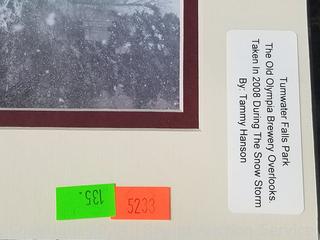 Tumwater Falls Park
The Old Olympia Brewery Overlooks.
Taken In 2008 During The Snow Storm
By: Tammy Hanson
135.
5233